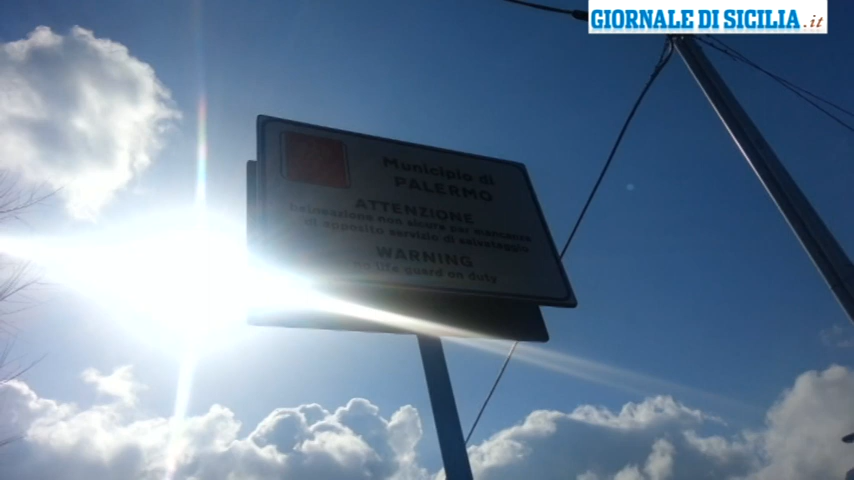 GIORNALE DI SICILIA.it
Municipio di
PALERMO
ATTENZIONE
balneazione non sicura per mancanza
di apposito servizio di salvataggio
WARNING
no life guard on duty